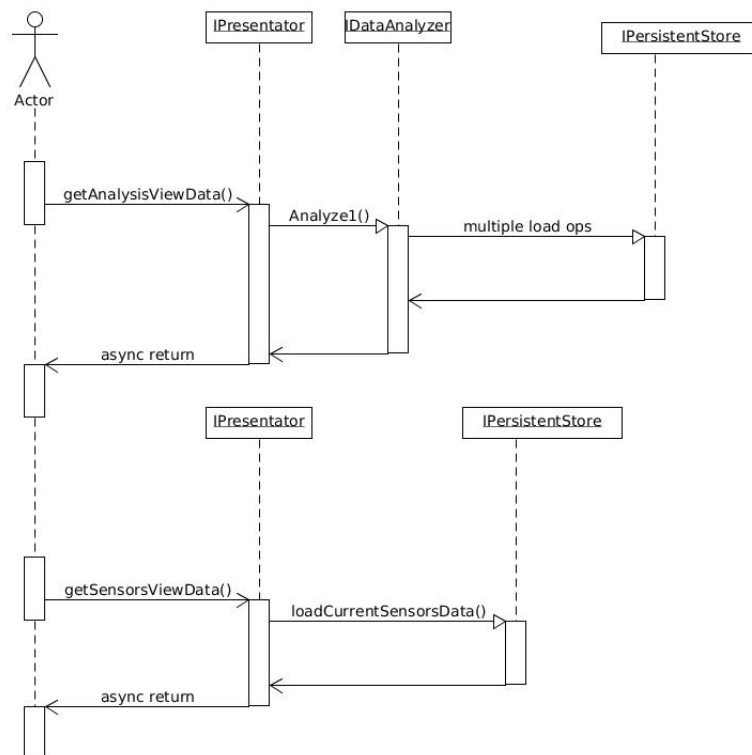 IPresentator
IDataAnalyzer
IPersistentStore
Actor
getAnalysisViewData()
Analyze1()
multiple load ops
async return
IPresentator
IPersistentStore
getSensorsViewData()
loadCurrentSensorsData()
async return